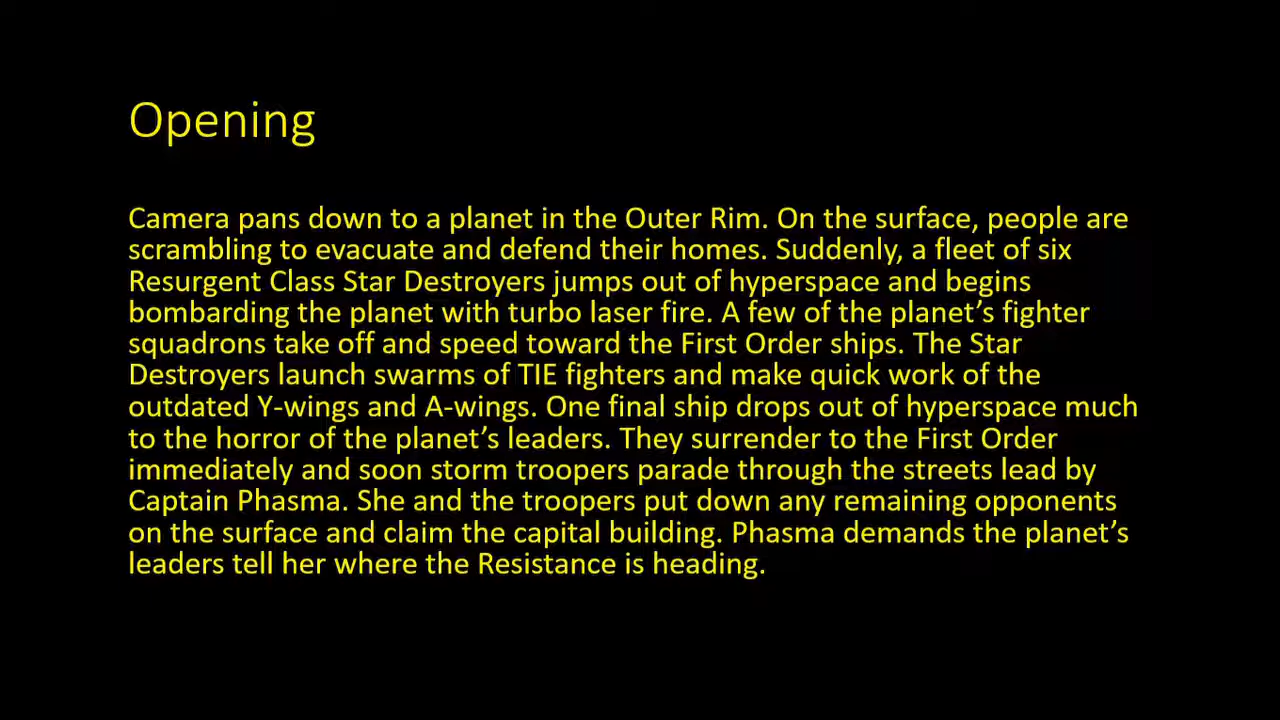 Opening
Camera pans down to a planet in the Outer Rim. On the surface, people are
scrambling to evacuate and defend their homes. Suddenly, a fleet of six
Resurgent Class Star Destroyers jumps out of hyperspace and begins
bombarding the planet with turbo laser fire. A few of the planet’s fighter
squadrons take off and speed toward the First Order ships. The Star
Destroyers launch swarms of TIE fighters and make quick work of the
outdated Y-wings and A-wings. One final ship drops out of hyperspace much
to the horror of the planet’s leaders. They surrender to the First Order
immediately and soon storm troopers parade through the streets lead by
Captain Phasma. She and the troopers put down any remaining opponents
on the surface and claim the capital building. Phasma demands the planet’s
leaders tell her where the Resistance is heading.